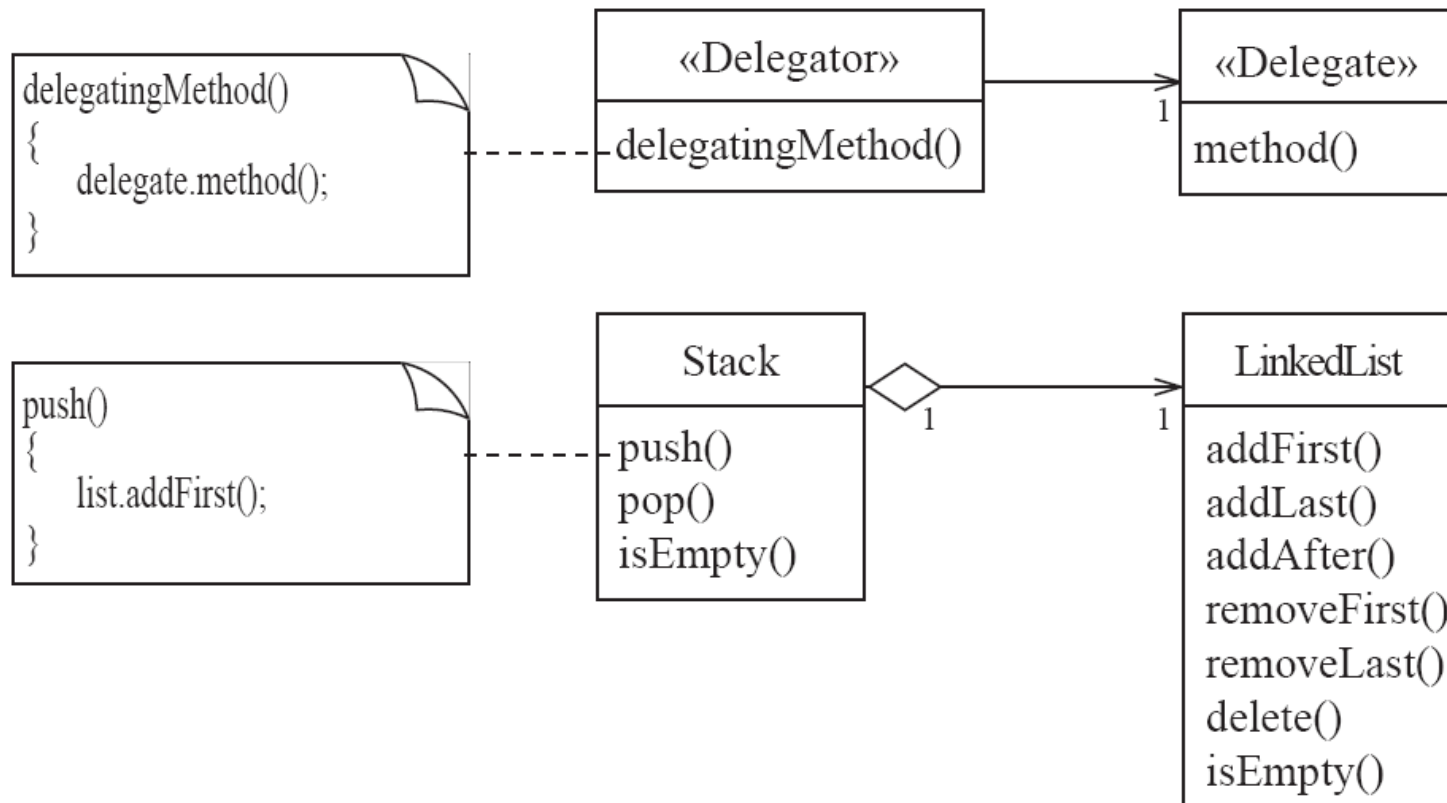 delegatingMethod()
{
delegate.method();
}
«Delegator»
delegatingMethod()
1
«Delegate»
method()
push()
{
list.addFirst();
}
Stack
push()
pop()
isEmpty()
1
1
LinkedList
addFirst()
addLast()
addAfter()
removeFirst()
removeLast()
delete()
isEmpty()